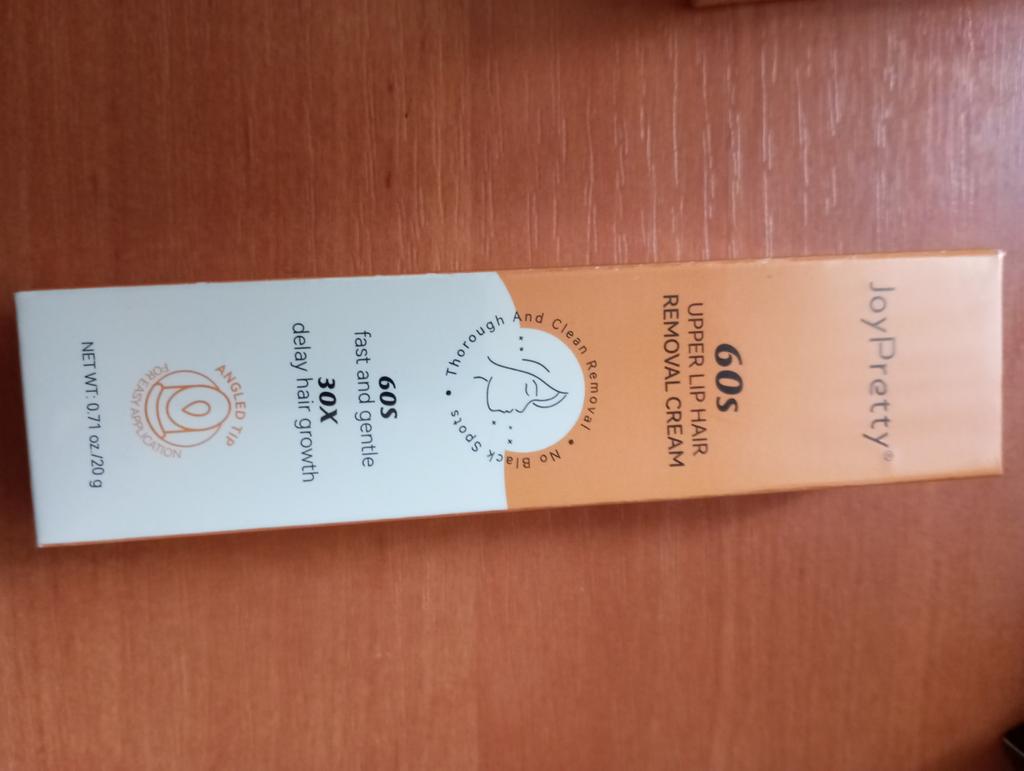 JoyPretty®
60s
UPPER LIP HAIR
REMOVAL CREAM
Thorough And Clean Removal • No Black Spots •
60S
fast and gentle
30X
delay hair growth
ANGLED TIP
FOR EASY APPLICATION
NET WT: 0.71 oz./20 g